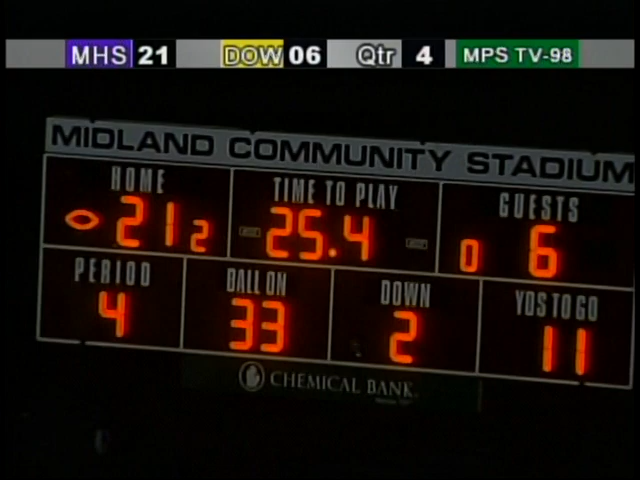 MHS 21 DOW 06 Qtr 4 MPS TV-98
MIDLAND COMMUNITY STADIUM
HOME TIME TO PLAY GUESTS
21 2 25.4 0 6
PERIOD BALL ON DOWN YDS TO GO
4 33 2 11
CHEMICAL BANK